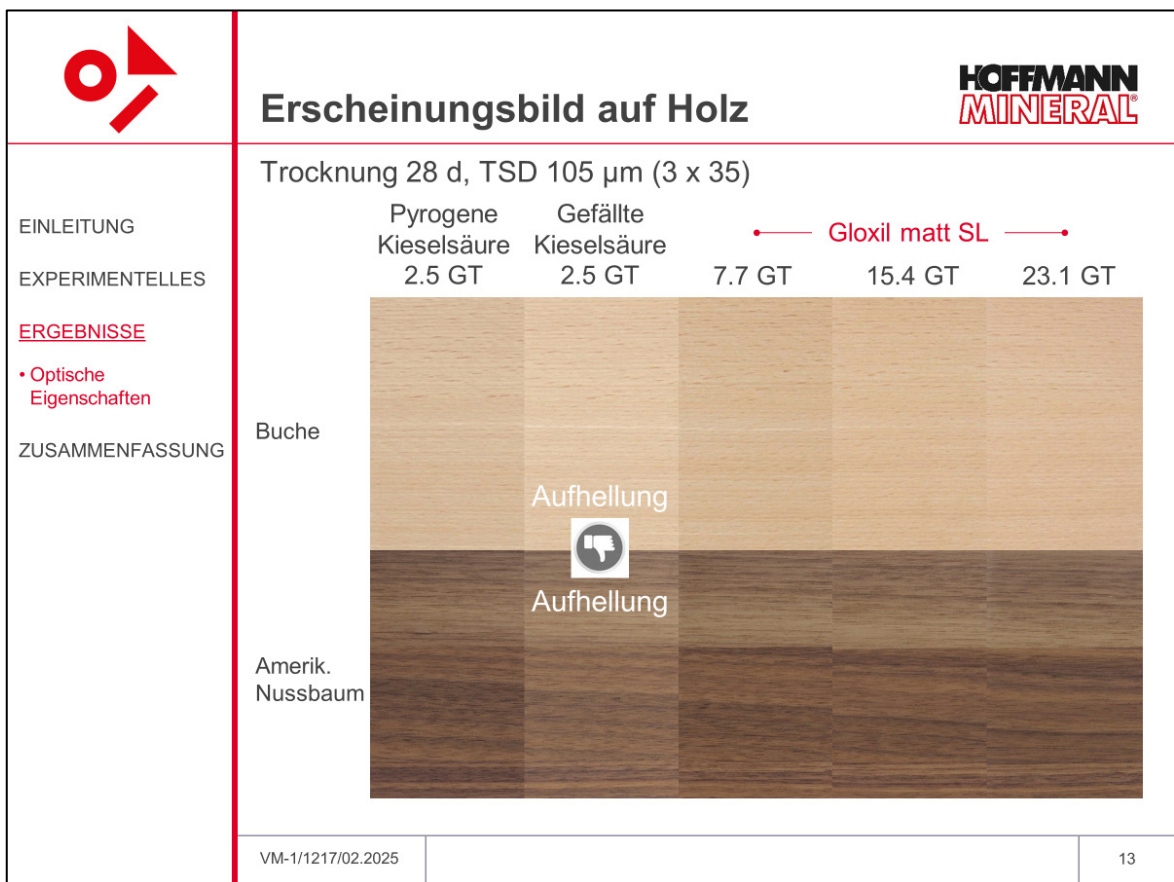 Erscheinungsbild auf Holz
HOFFMANN
MINERAL®
EINLEITUNG
EXPERIMENTELLES
ERGEBNISSE
• Optische
Eigenschaften
ZUSAMMENFASSUNG
Trocknung 28 d, TSD 105 µm (3 x 35)
Pyrogene
Kieselsäure
2.5 GT
Gefällte
Kieselsäure
2.5 GT
Gloxil matt SL
7.7 GT
15.4 GT
23.1 GT
Buche
Aufhellung
Aufhellung
Amerik.
Nussbaum
VM-1/1217/02.2025
13